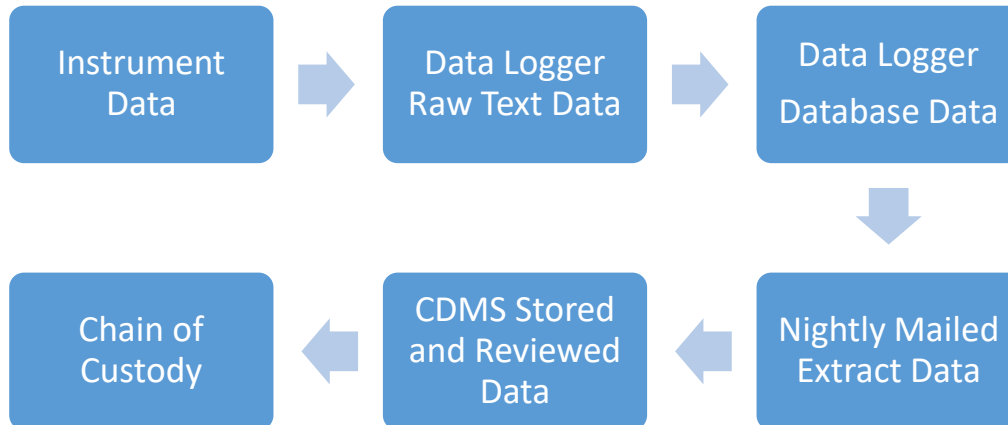 Instrument
Data
Data Logger
Raw Text Data
Data Logger
Database Data
Nightly Mailed
Extract Data
CDMS Stored
and Reviewed
Data
Chain of
Custody